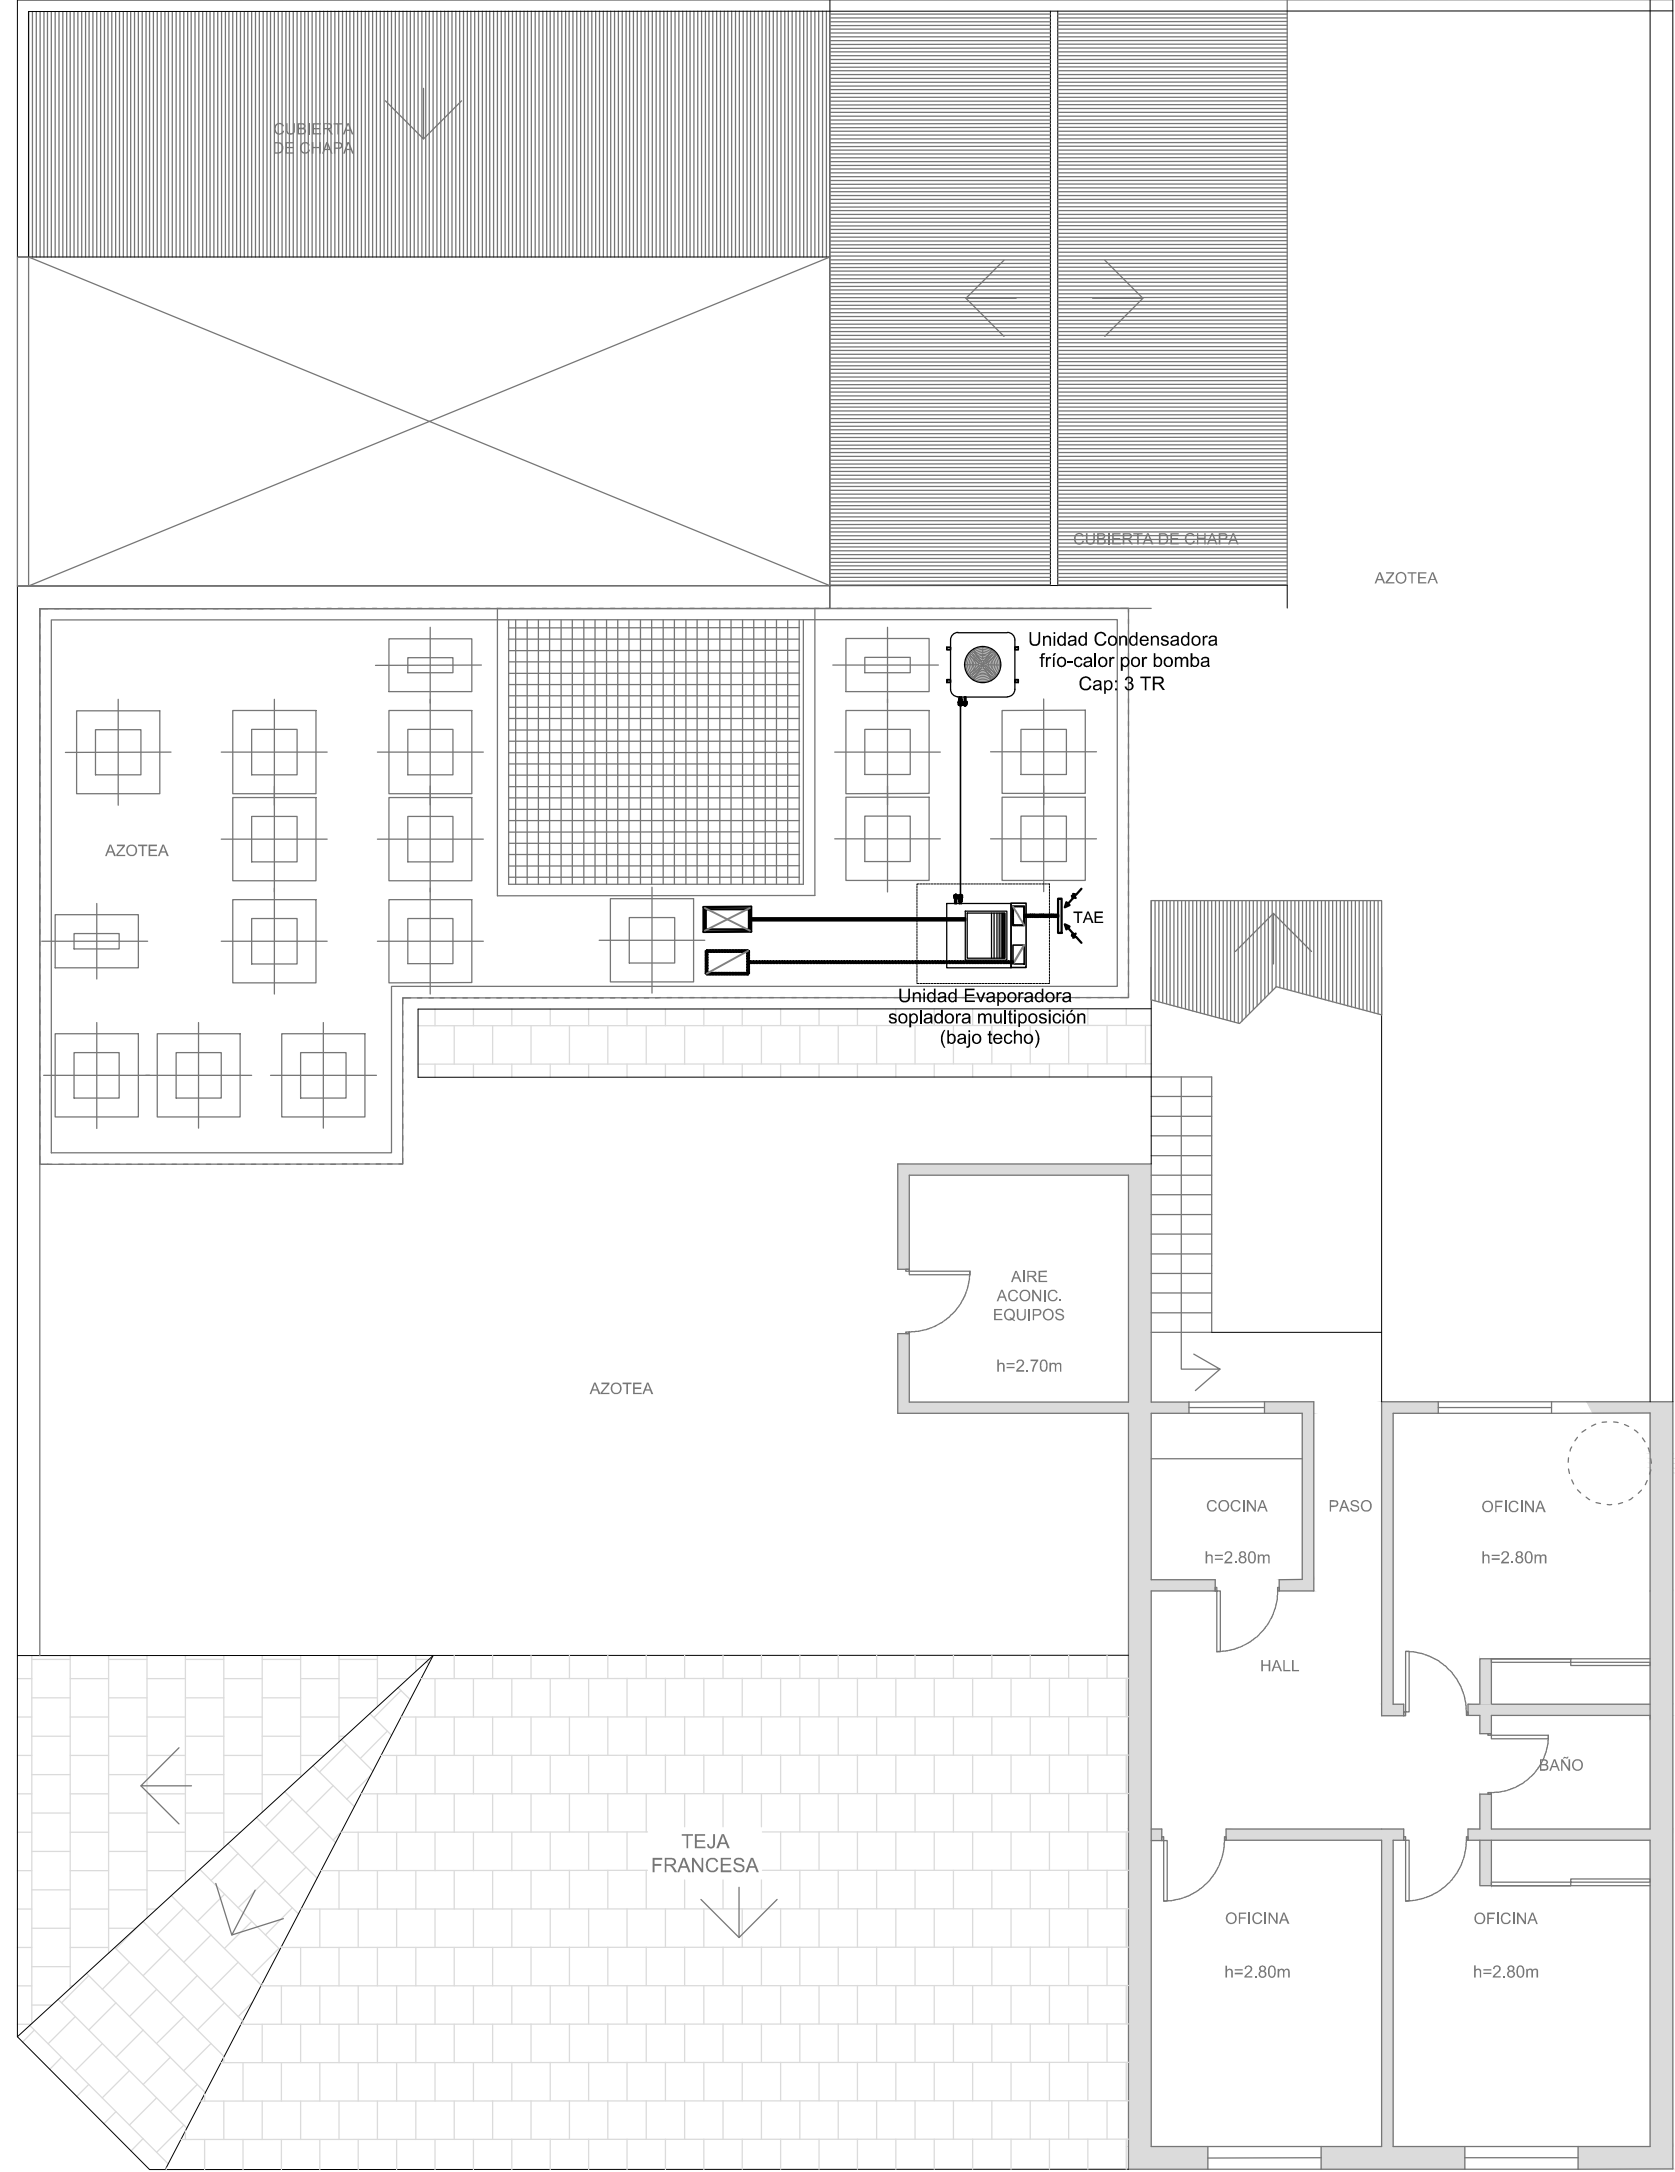 CUBIERTA
DE CHAPA
CUBIERTA DE CHAPA
AZOTEA
Unidad Condensadora
frío-calor por bomba
Cap: 3 TR
AZOTEA
TAE
Unidad Evaporadora
sopladora multiposición
(bajo techo)
AIRE
ACONIC.
EQUIPOS
h=2.70m
AZOTEA
COCINA
h=2.80m
PASO
OFICINA
h=2.80m
HALL
BAÑO
TEJA
FRANCESA
OFICINA
h=2.80m
OFICINA
h=2.80m